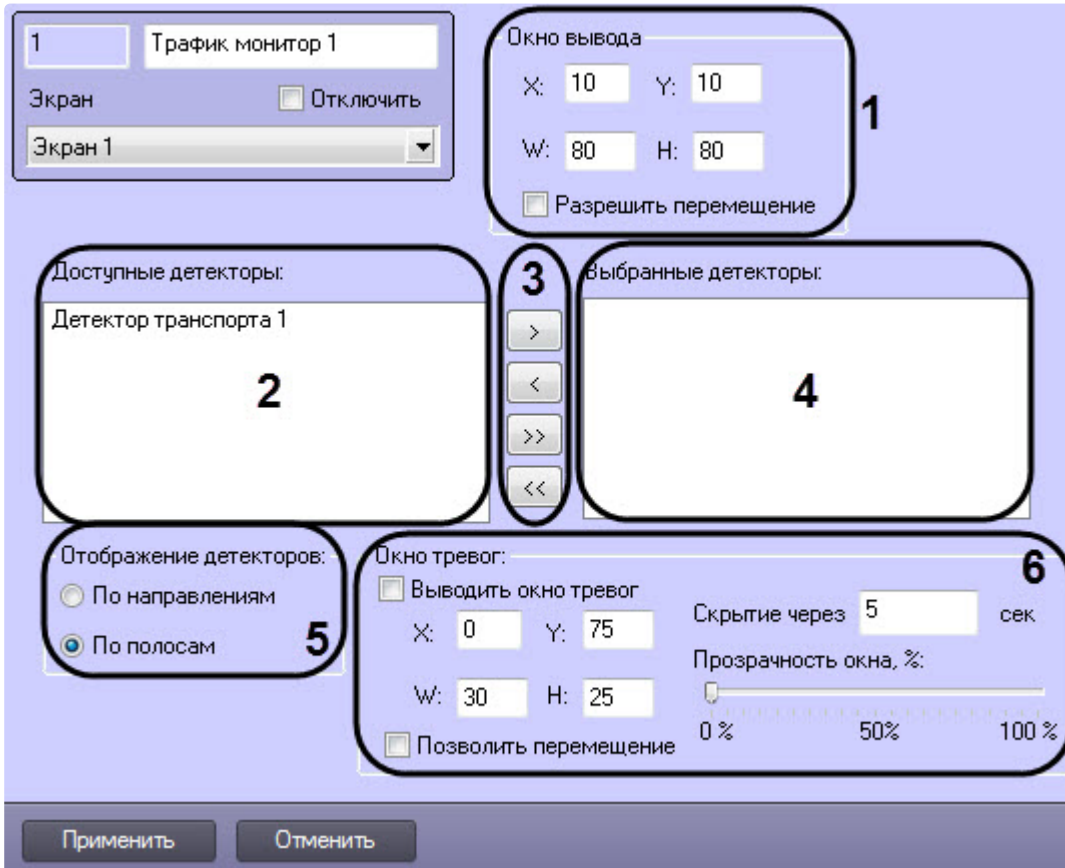 1 Трафик монитор 1
Экран Отключить
Экран 1
Окно вывода
X: 10 Y: 10
W: 80 H: 80
Разрешить перемещение
1
Доступные детекторы:
Детектор транспорта 1
2
3
>
<
>>
<<
Выбранные детекторы:
4
Отображение детекторов:
По направлениям
По полосам
5
Окно тревог:
6
Выводить окно тревог
X: 0 Y: 75
W: 30 H: 25
Позволить перемещение
Скрытие через 5 сек
Прозрачность окна, %:
0 % 50% 100 %
Применить Отменить